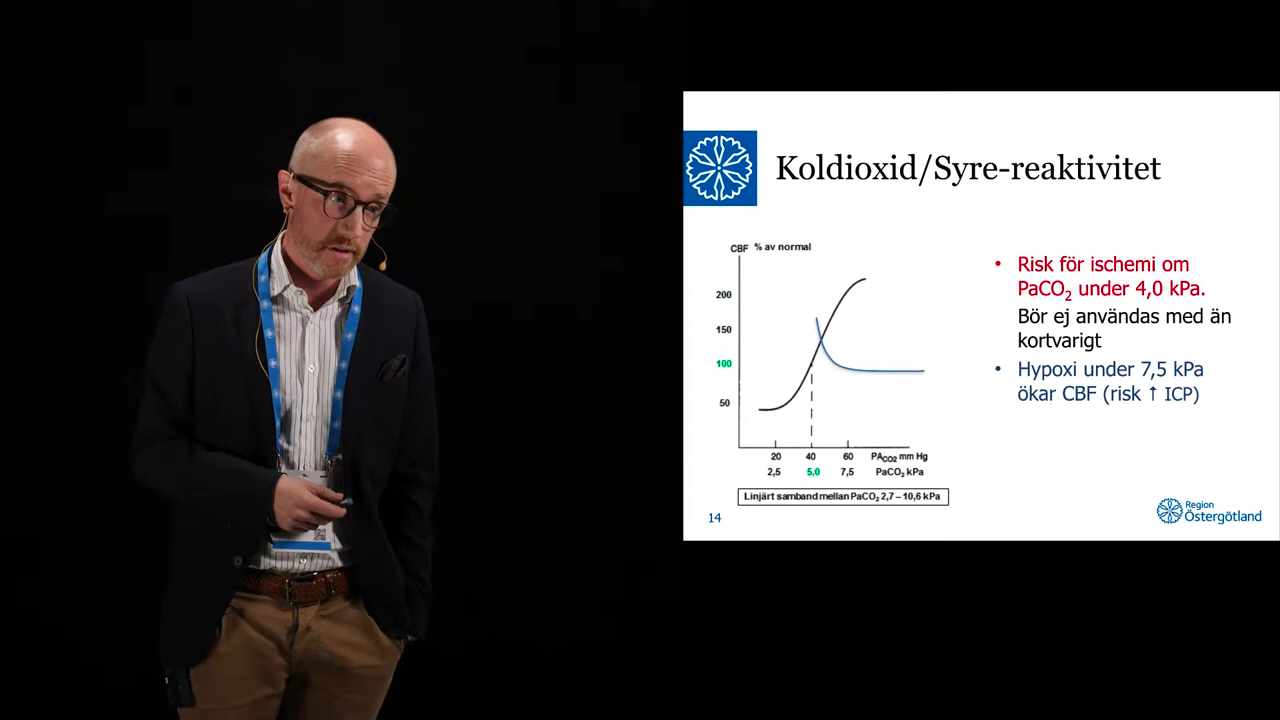 Koldioxid/Syre-reaktivitet
CBF % av normal
200
150
100
50
20 40 60 PACO2 mm Hg
2,5 5,0 7,5 PaCO2 kPa
Linjärt samband mellan PaCO2 2,7 – 10,6 kPa
• Risk för ischemi om
PaCO2 under 4,0 kPa.
Bör ej användas med än
kortvarigt
• Hypoxi under 7,5 kPa
ökar CBF (risk ↑ ICP)
14
Region
Östergötland